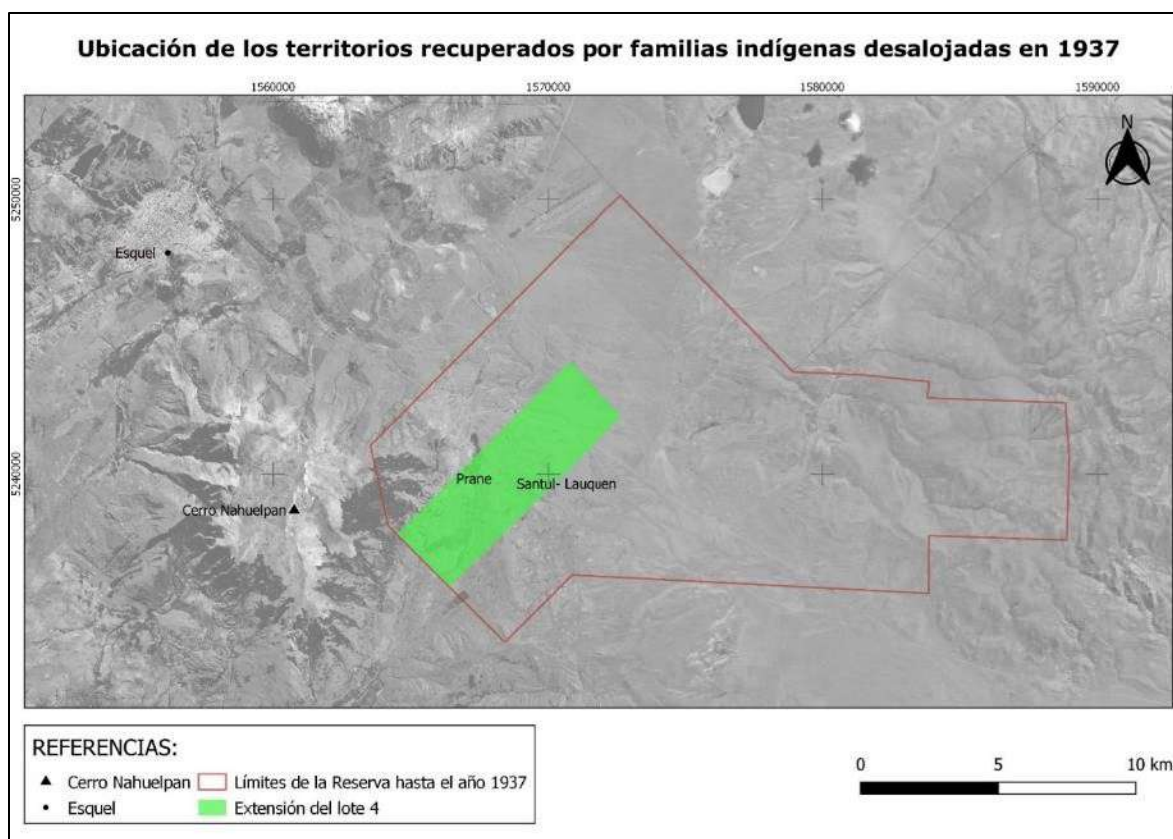 Ubicación de los territorios recuperados por familias indígenas desalojadas en 1937
1560000 1570000 1580000 1590000
5250000
5240000
N
Esquel
Prane
Santul- Lauquen
Cerro Nahuelpan
REFERENCIAS:
Cerro Nahuelpan Límites de la Reserva hasta el año 1937
Esquel Extensión del lote 4
0 5 10 km